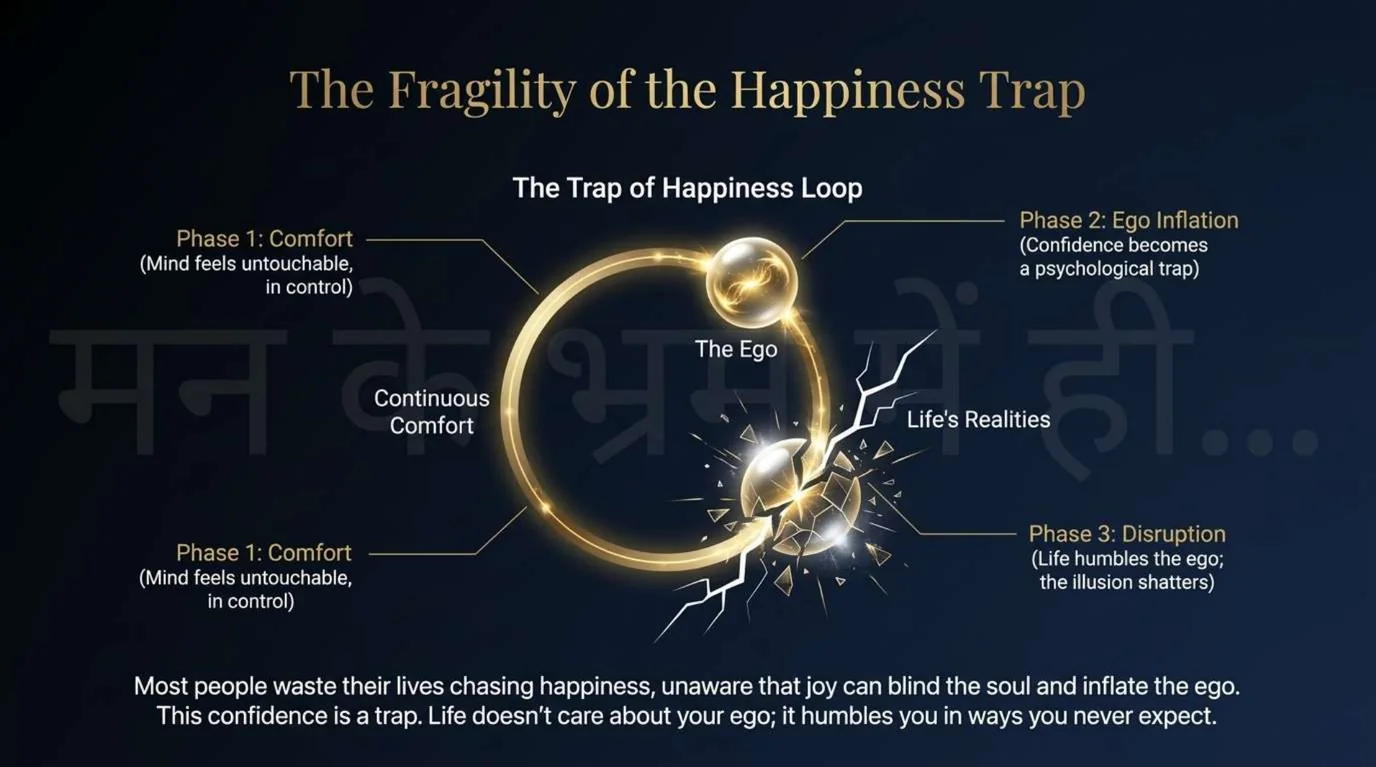 The Fragility of the Happiness Trap
The Trap of Happiness Loop
Phase 1: Comfort
(Mind feels untouchable,
in control)
Phase 2: Ego Inflation
(Confidence becomes
a psychological trap)
The Ego
मन के भ्रम में ही...
Continuous
Comfort
Life's Realities
Phase 1: Comfort
(Mind feels untouchable,
in control)
Phase 3: Disruption
(Life humbles the ego;
the illusion shatters)
Most people waste their lives chasing happiness, unaware that joy can blind the soul and inflate the ego.
This confidence is a trap. Life doesn’t care about your ego; it humbles you in ways you never expect.